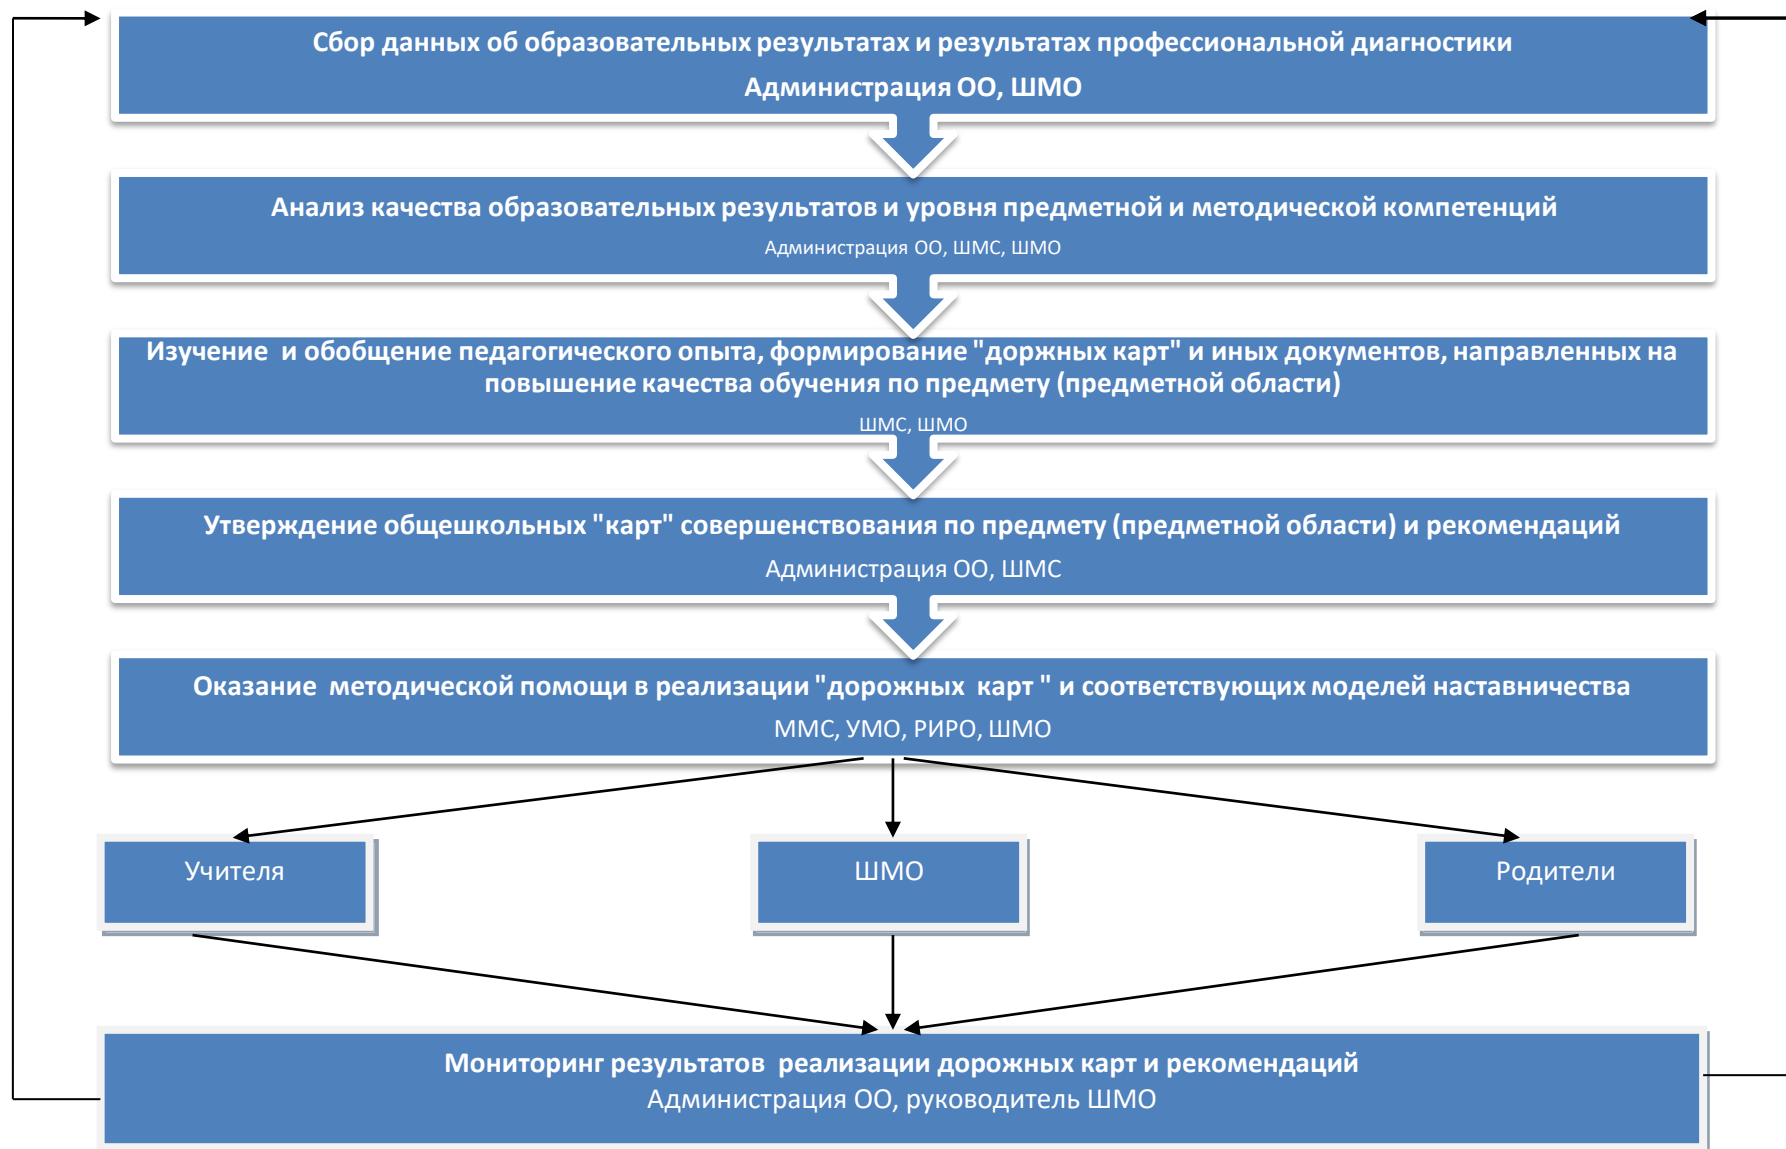 Сбор данных об образовательных результатах и результатах профессиональной диагностики
Администрация ОО, ШМО
Анализ качества образовательных результатов и уровня предметной и методической компетенций
Администрация ОО, ШМС, ШМО
Изучение  и обобщение педагогического опыта, формирование "доржных карт" и иных документов, направленных на
повышение качества обучения по предмету (предметной области)
ШМС, ШМО
Утверждение общешкольных "карт" совершенствования по предмету (предметной области) и рекомендаций
Администрация ОО, ШМС
Оказание  методической помощи в реализации "дорожных  карт " и соответствующих моделей наставничества
ММС, УМО, РИРО, ШМО
Учителя
ШМО
Родители
Мониторинг результатов  реализации дорожных карт и рекомендаций
Администрация ОО, руководитель ШМО